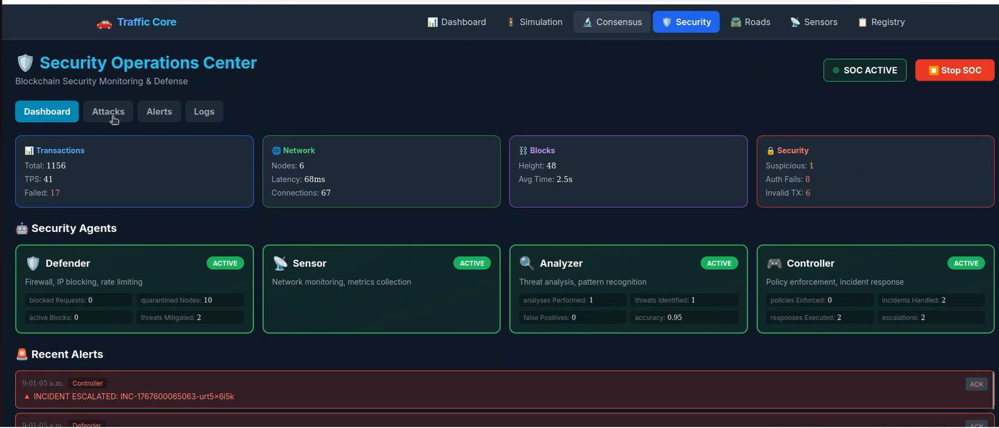 Traffic Core
Dashboard
Simulation
Consensus
Security
Roads
Sensors
Registry
Security Operations Center
Blockchain Security Monitoring & Defense
SOC ACTIVE
Stop SOC
Dashboard
Attacks
Alerts
Logs
Transactions
Total: 1156
TPS: 41
Failed: 17
Network
Nodes: 6
Latency: 68ms
Connections: 67
Blocks
Height: 48
Avg Time: 2.5s
Security
Suspicious: 1
Auth Fails: 8
Invalid TX: 6
Security Agents
Defender
ACTIVE
Firewall, IP blocking, rate limiting
blocked Requests: 0
quarantined Nodes: 10
active Blocks: 0
threats Mitigated: 2
Sensor
ACTIVE
Network monitoring, metrics collection
Analyzer
ACTIVE
Threat analysis, pattern recognition
analyses Performed: 1
threats Identified: 1
false Positives: 0
accuracy: 0.95
Controller
ACTIVE
Policy enforcement, incident response
policies Enforced: 0
incidents Handled: 2
responses Executed: 2
escalations: 2
Recent Alerts
9:01:05 a.m. Controller
ACK
INCIDENT ESCALATED: INC-1767600065063-urt5x6i5k
9:01:05 a.m. Defender
ACK